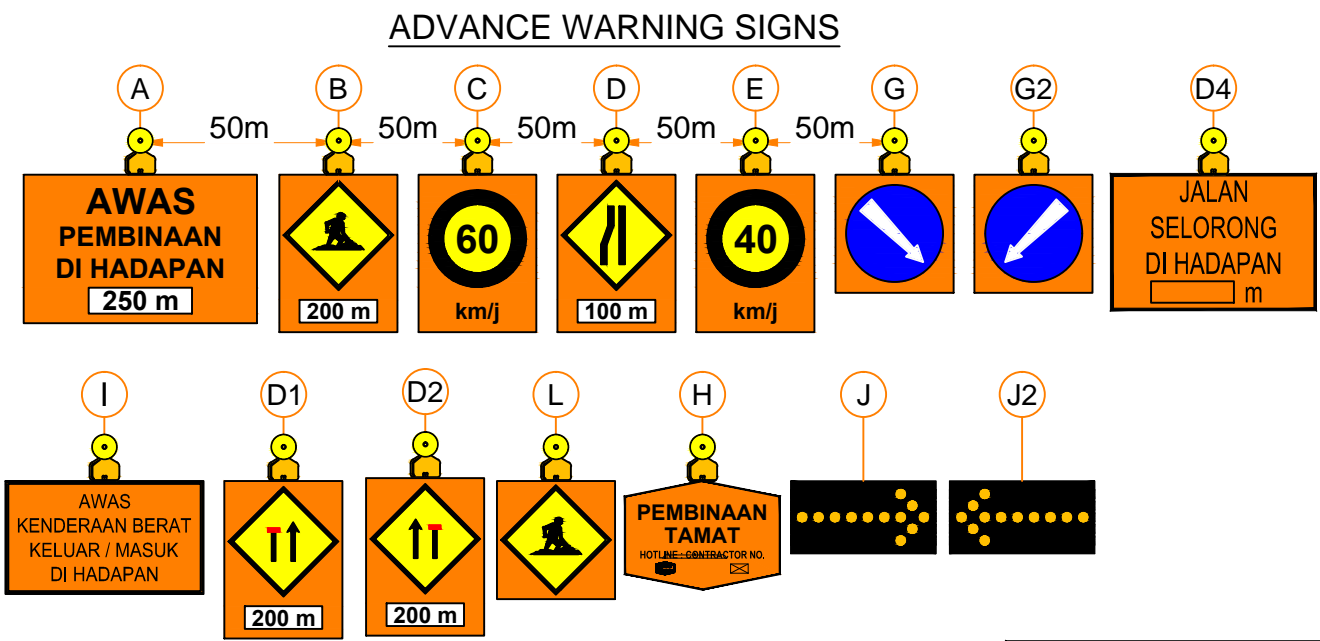 ADVANCE WARNING SIGNS
A B C D E G G2 D4
50m 50m 50m 50m 50m
AWAS
PEMBINAAN
DI HADAPAN
250 m
200 m
60
km/j
100 m
40
km/j
JALAN
SELORONG
DI HADAPAN
m
I D1 D2 L H J J2
AWAS
KENDERAAN BERAT
KELUAR / MASUK
DI HADAPAN
200 m
200 m
PEMBINAAN
TAMAT
HOTLINE : CONTRACTOR NO.